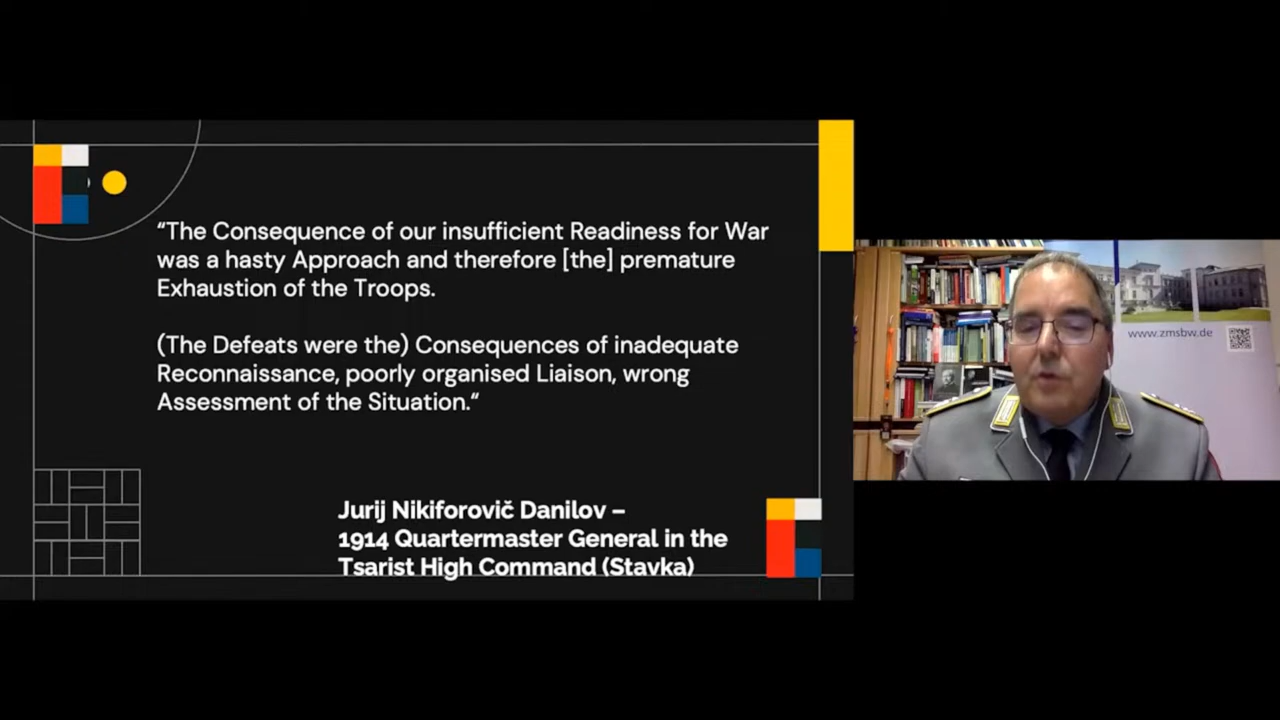 “The Consequence of our insufficient Readiness for War
was a hasty Approach and therefore [the] premature
Exhaustion of the Troops.
(The Defeats were the) Consequences of inadequate
Reconnaissance, poorly organised Liaison, wrong
Assessment of the Situation.“
Jurij Nikiforovič Danilov –
1914 Quartermaster General in the
Tsarist High Command (Stavka)
www.zmsbw.de